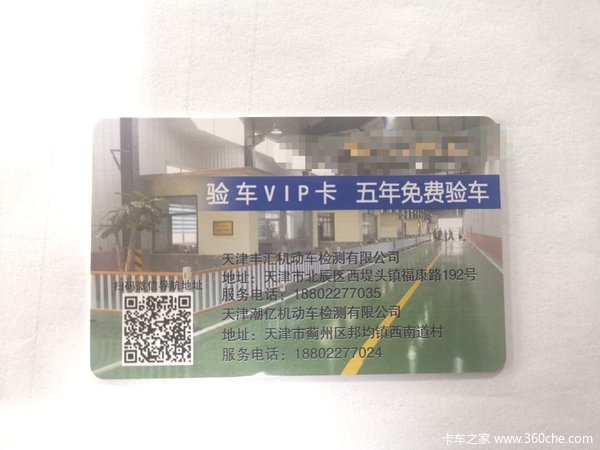 验车VIP卡 五年免费验车
天津丰汇机动车检测有限公司
地址：天津市北辰区西堤头镇福康路192号
扫码微信导航地址
服务电话：18802277035
天津潮亿机动车检测有限公司
地址：天津市蓟州区邦均镇西南道村
服务电话：18802277024
卡车之家 www.360che.com